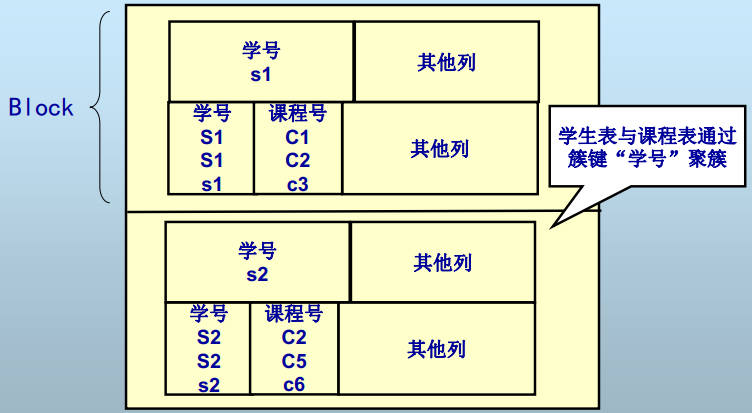 Block
学号
s1
其他列
学号 课程号
S1 C1
S1 C2
s1 c3
其他列
学生表与课程表通过
簇键“学号”聚簇
学号
s2
其他列
学号 课程号
S2 C2
S2 C5
s2 c6
其他列